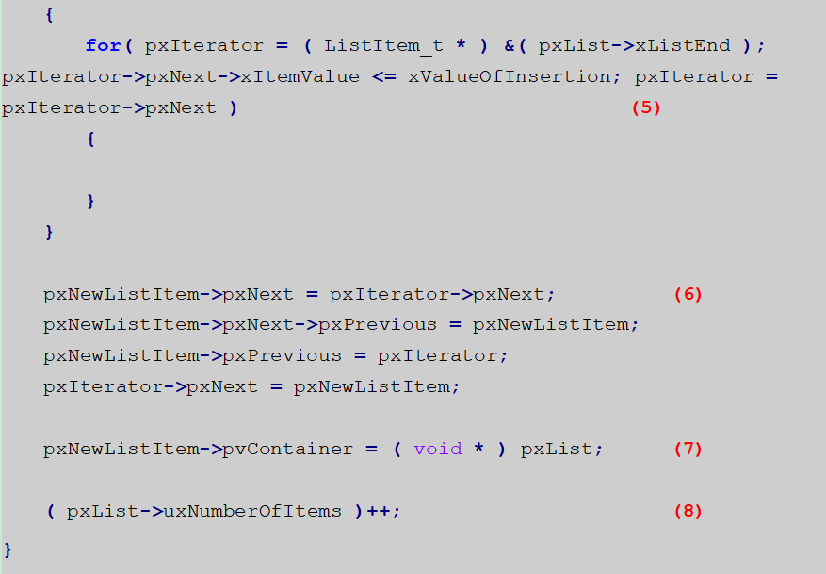 {
for( pxIterator = ( ListItem_t * ) &( pxList->xListEnd );
pxIterator->pxNext->xItemValue <= xValueOfInsertion; pxIterator =
pxIterator->pxNext ) (5)
{
}
}
pxNewListItem->pxNext = pxIterator->pxNext; (6)
pxNewListItem->pxNext->pxPrevious = pxNewListItem;
pxNewListItem->pxPrevious = pxIterator;
pxIterator->pxNext = pxNewListItem;
pxNewListItem->pvContainer = ( void * ) pxList; (7)
( pxList->uxNumberOfItems )++; (8)
}